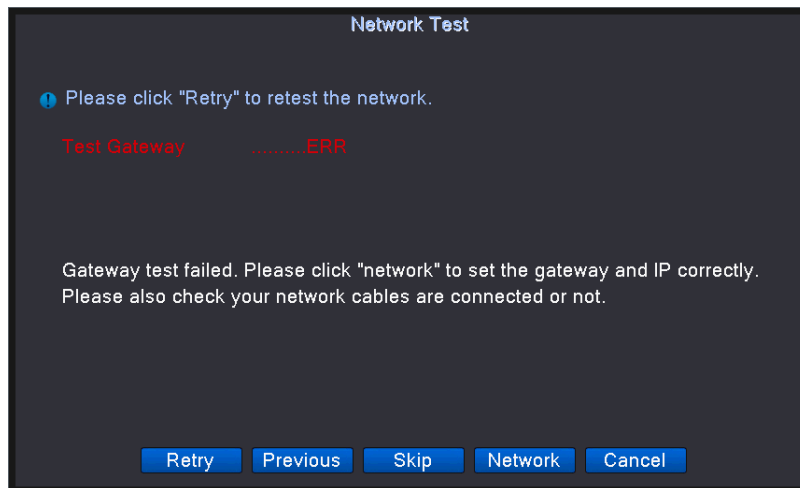 Network Test
Please click "Retry" to retest the network.
Test Gateway ..........ERR
Gateway test failed. Please click "network" to set the gateway and IP correctly.
Please also check your network cables are connected or not.
Retry Previous Skip Network Cancel